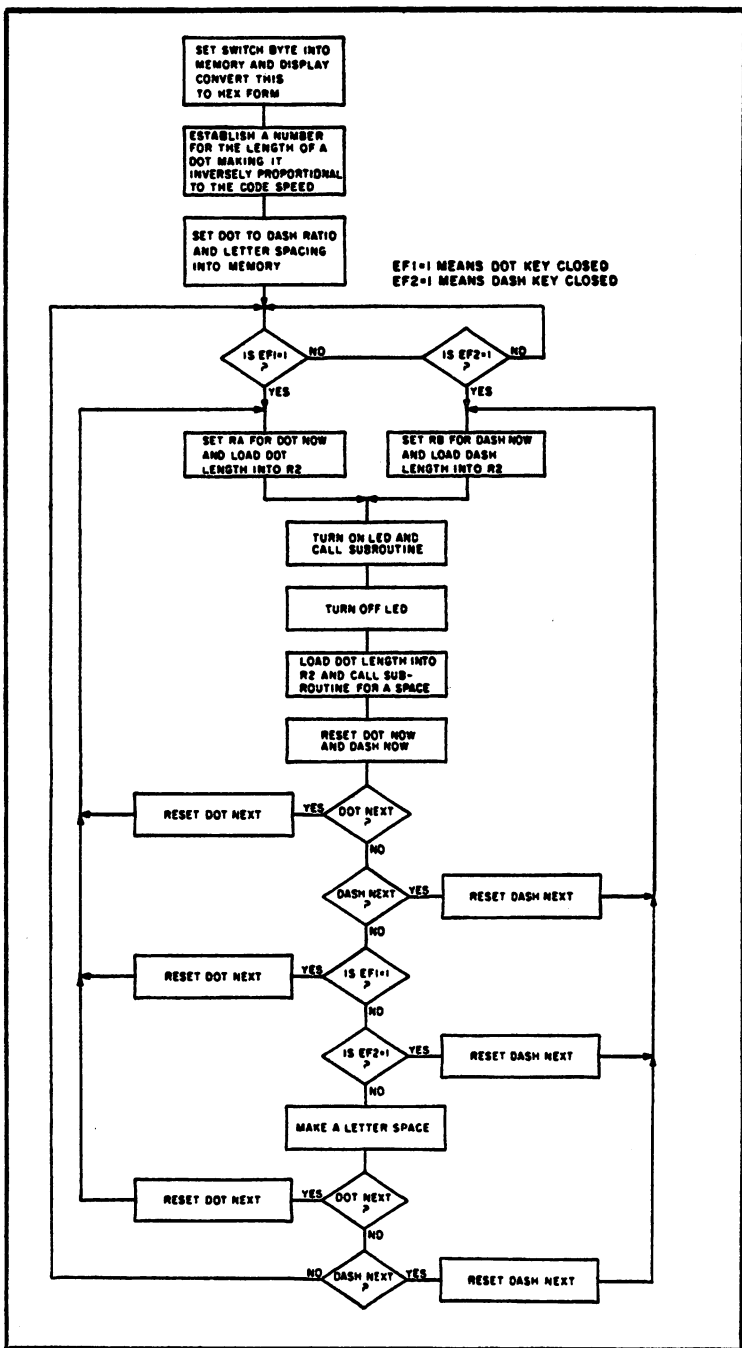 SET SWITCH BYTE INTO
MEMORY AND DISPLAY
CONVERT THIS
TO HEX FORM
ESTABLISH A NUMBER
FOR THE LENGTH OF A
DOT MAKING IT
INVERSELY PROPORTIONAL
TO THE CODE SPEED
SET DOT TO DASH RATIO
AND LETTER SPACING
INTO MEMORY
EF1=1 MEANS DOT KEY CLOSED
EF2=1 MEANS DASH KEY CLOSED
IS EF1=1
?
NO
YES
IS EF2=1
?
NO
YES
SET RA FOR DOT NOW
AND LOAD DOT
LENGTH INTO R2
SET RB FOR DASH NOW
AND LOAD DASH
LENGTH INTO R2
TURN ON LED AND
CALL SUBROUTINE
TURN OFF LED
LOAD DOT LENGTH INTO
R2 AND CALL SUB-
ROUTINE FOR A SPACE
RESET DOT NOW
AND DASH NOW
RESET DOT NEXT
YES
DOT NEXT
?
NO
DASH NEXT
?
YES
RESET DASH NEXT
NO
RESET DOT NEXT
YES
IS EF1=1
?
NO
IS EF2=1
?
YES
RESET DASH NEXT
NO
MAKE A LETTER SPACE
RESET DOT NEXT
YES
DOT NEXT
?
NO
NO
DASH NEXT
?
YES
RESET DASH NEXT